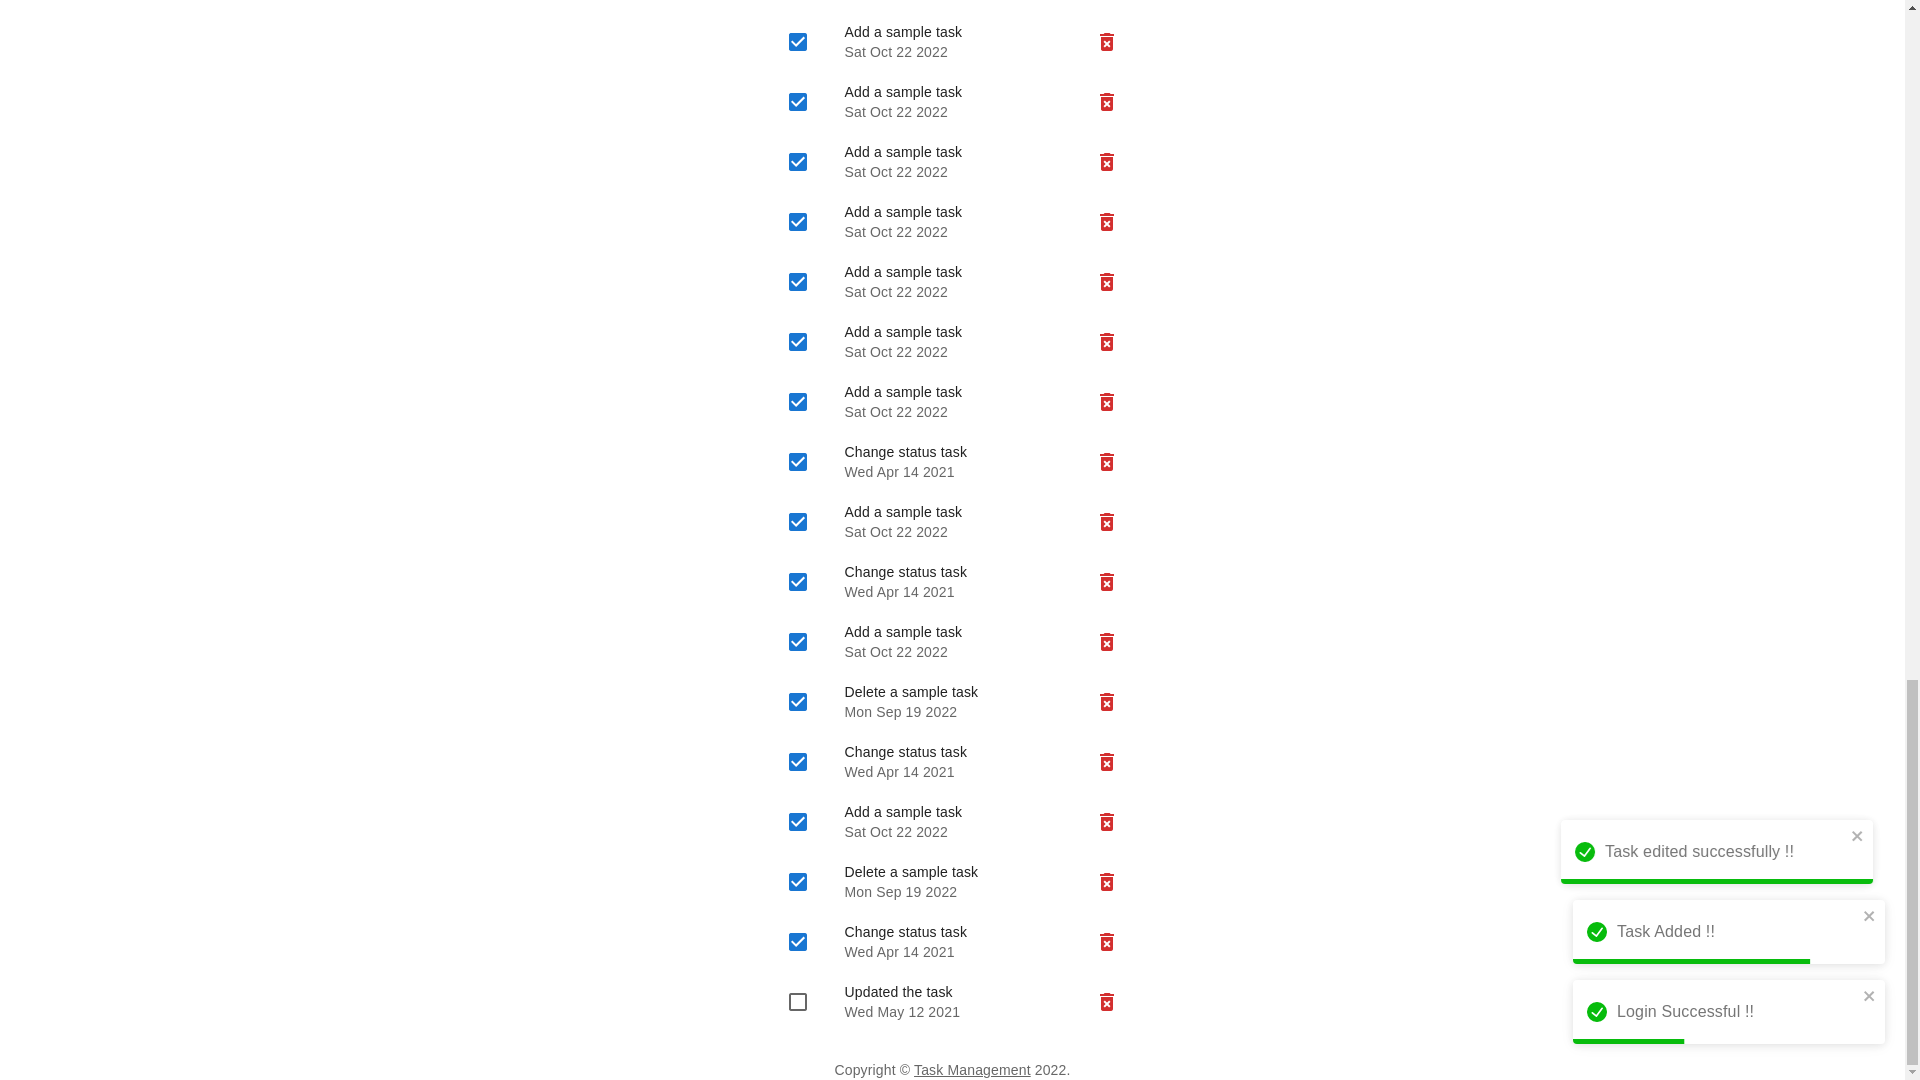 Add a sample task
Sat Oct 22 2022
Add a sample task
Sat Oct 22 2022
Add a sample task
Sat Oct 22 2022
Add a sample task
Sat Oct 22 2022
Add a sample task
Sat Oct 22 2022
Add a sample task
Sat Oct 22 2022
Add a sample task
Sat Oct 22 2022
Change status task
Wed Apr 14 2021
Add a sample task
Sat Oct 22 2022
Change status task
Wed Apr 14 2021
Add a sample task
Sat Oct 22 2022
Delete a sample task
Mon Sep 19 2022
Change status task
Wed Apr 14 2021
Add a sample task
Sat Oct 22 2022
Delete a sample task
Mon Sep 19 2022
Change status task
Wed Apr 14 2021
Updated the task
Wed May 12 2021
Copyright © Task Management 2022.
Task edited successfully !!
Task Added !!
Login Successful !!